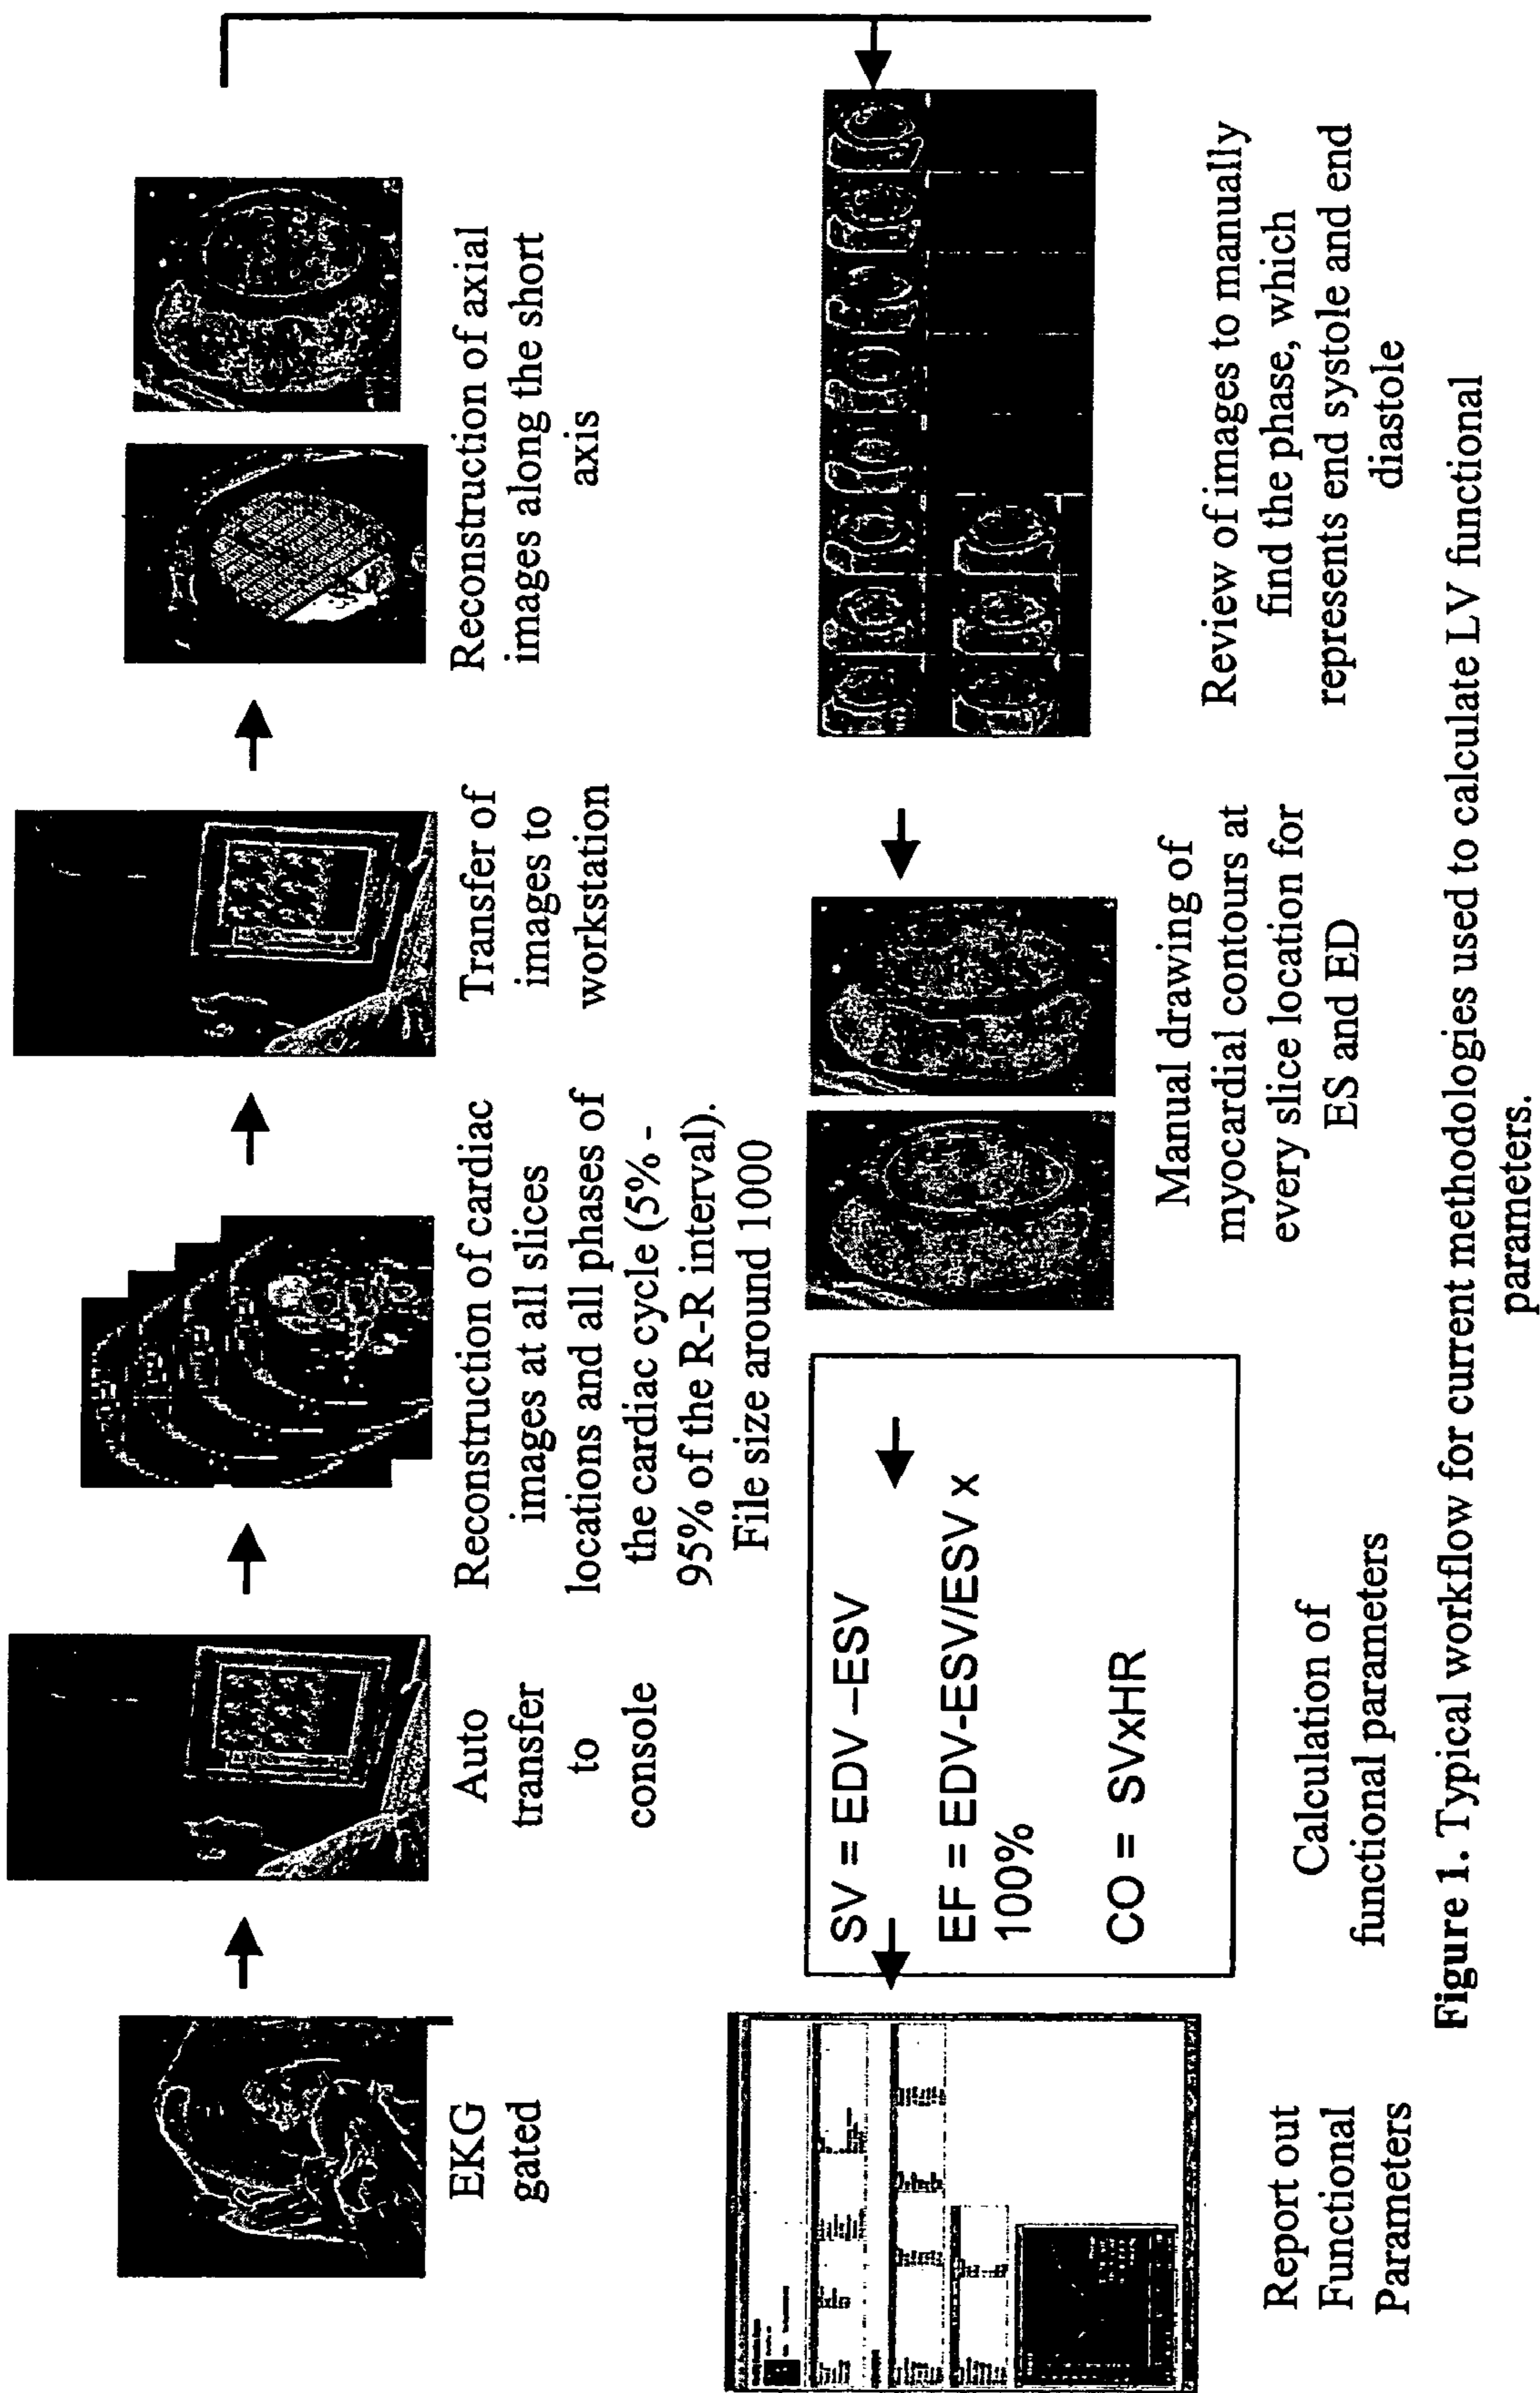 EKG
gated
Auto
transfer
to
console
Reconstruction of cardiac
images at all slices
locations and all phases of
the cardiac cycle (5% -
95% of the R-R interval).
File size around 1000
Transfer of
images to
workstation
Reconstruction of axial
images along the short
axis
Review of images to manually
find the phase, which
represents end systole and end
diastole
Manual drawing of
myocardial contours at
every slice location for
ES and ED
SV = EDV –ESV
EF = EDV-ESV/ESV x
100%
CO = SVxHR
Calculation of
functional parameters
Report out
Functional
Parameters
Figure 1. Typical workflow for current methodologies used to calculate LV functional
parameters.